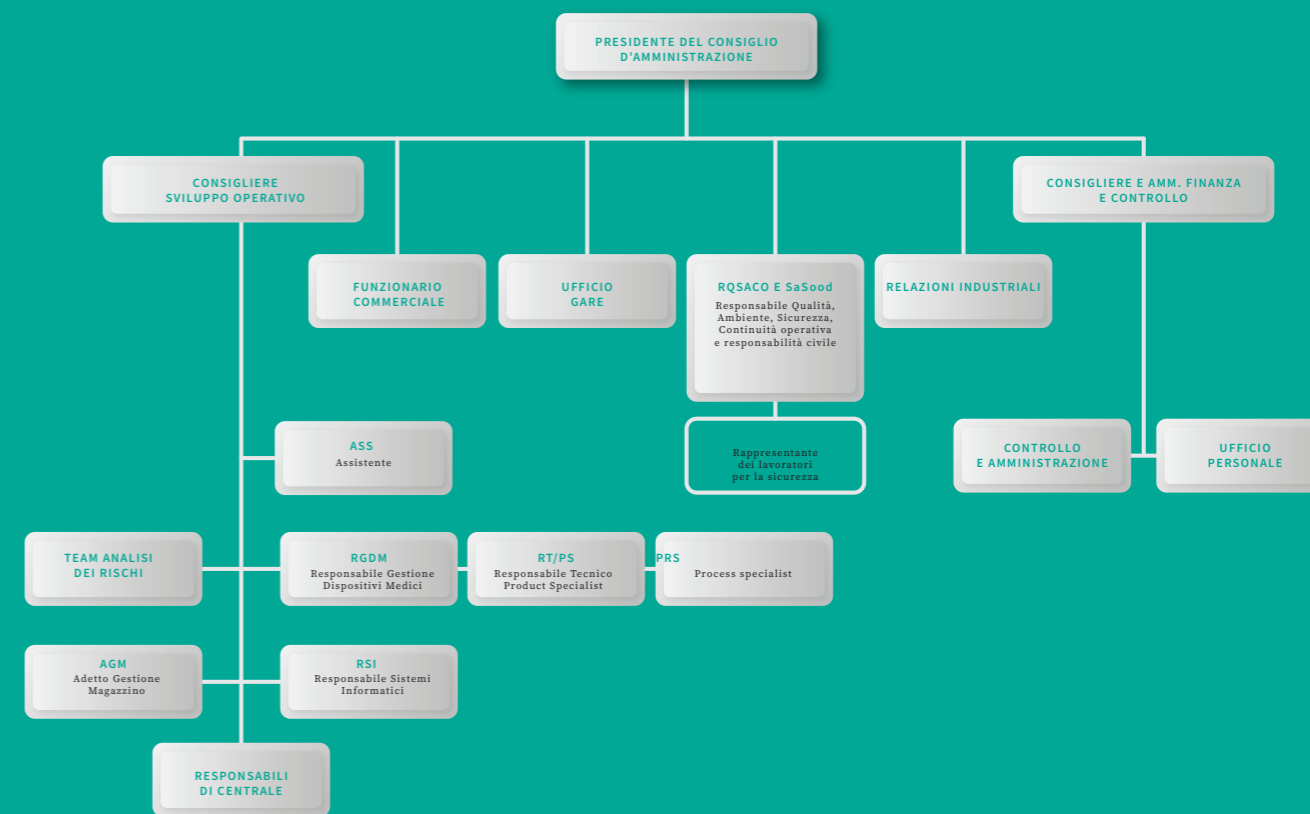 PRESIDENTE DEL CONSIGLIO
D'AMMINISTRAZIONE
CONSIGLIERE
SVILUPPO OPERATIVO
CONSIGLIERE E AMM. FINANZA
E CONTROLLO
FUNZIONARIO
COMMERCIALE
UFFICIO
GARE
RQSACO E SaSood
Responsabile Qualità,
Ambiente, Sicurezza,
Continuità operativa
e responsabilità civile
RELAZIONI INDUSTRIALI
ASS
Assistente
Rappresentante
dei lavoratori
per la sicurezza
CONTROLLO
E AMMINISTRAZIONE
UFFICIO
PERSONALE
TEAM ANALISI
DEI RISCHI
RGDM
Responsabile Gestione
Dispositivi Medici
RT/PS
Responsabile Tecnico
Product Specialist
PRS
Process specialist
AGM
Adetto Gestione
Magazzino
RSI
Responsabile Sistemi
Informatici
RESPONSABILI
DI CENTRALE